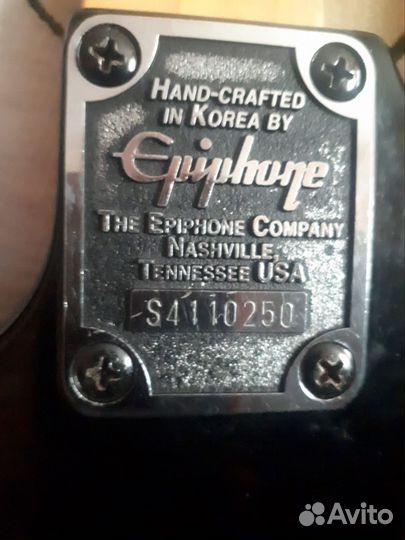 Hand-Crafted
in Korea by
Epiphone
The Epiphone Company
Nashville,
Tennessee USA
S4110250
Avito